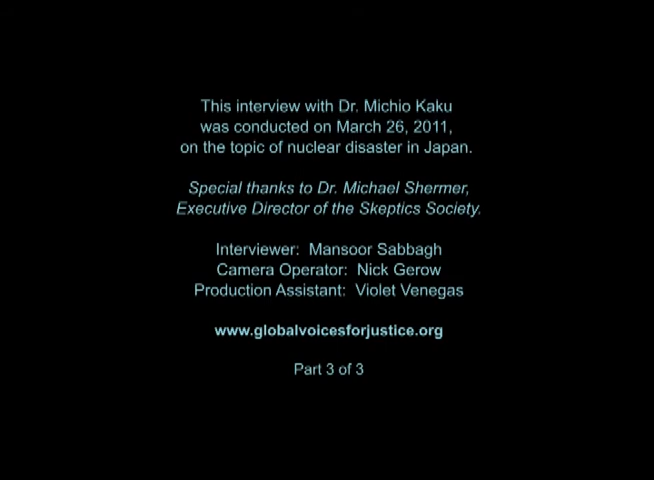 This interview with Dr. Michio Kaku
was conducted on March 26, 2011,
on the topic of nuclear disaster in Japan.
Special thanks to Dr. Michael Shermer,
Executive Director of the Skeptics Society.
Interviewer: Mansoor Sabbagh
Camera Operator: Nick Gerow
Production Assistant: Violet Venegas
www.globalvoicesforjustice.org
Part 3 of 3